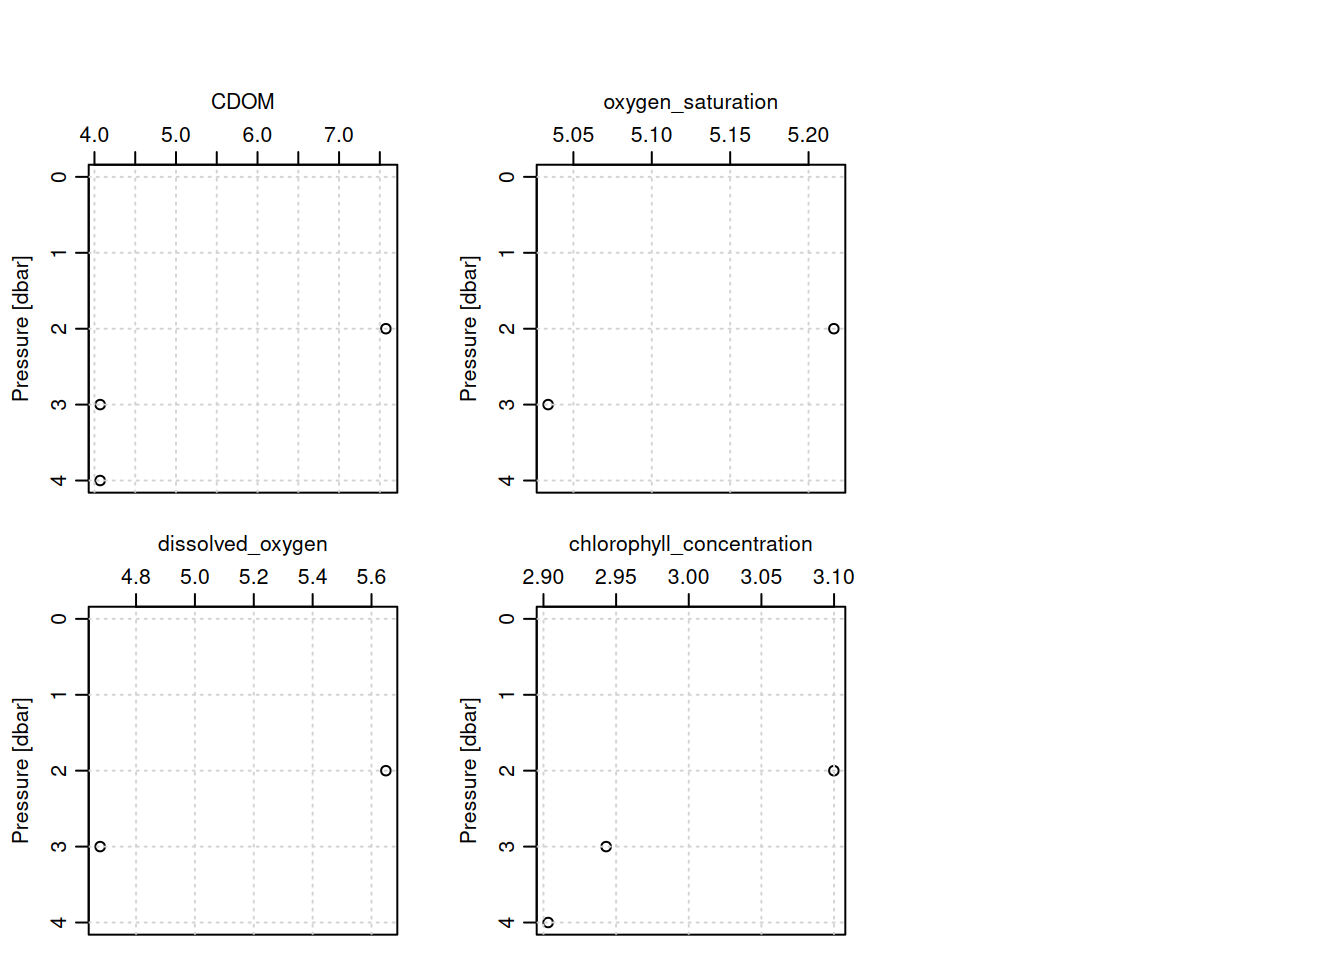 CDOM
4.0 5.0 6.0 7.0
0
1
2
3
4
Pressure [dbar]
oxygen_saturation
5.05 5.10 5.15 5.20
0
1
2
3
4
Pressure [dbar]
dissolved_oxygen
4.8 5.0 5.2 5.4 5.6
0
1
2
3
4
Pressure [dbar]
chlorophyll_concentration
2.90 2.95 3.00 3.05 3.10
0
1
2
3
4
Pressure [dbar]